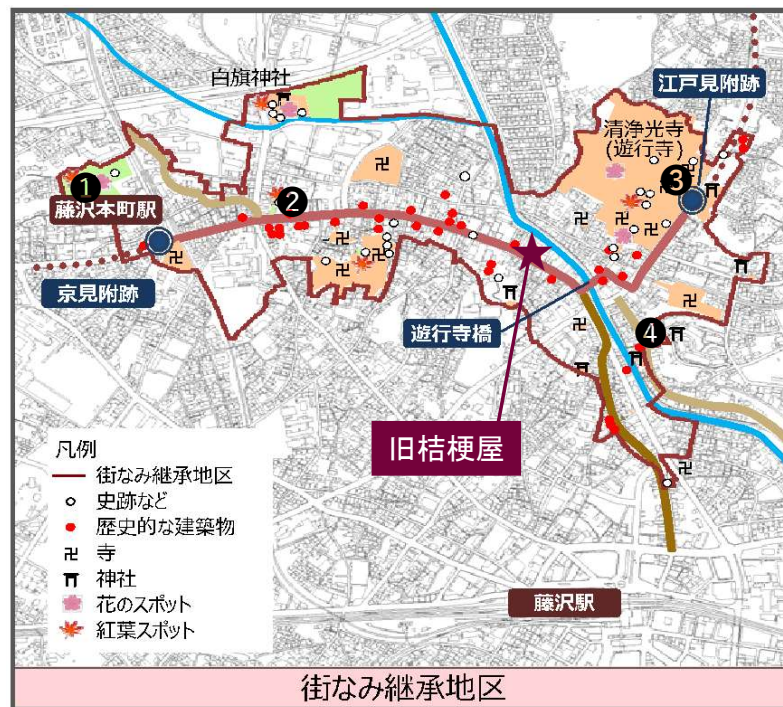 白旗神社
江戸見附跡
清浄光寺
(遊行寺)
❶
❷
❸
藤沢本町駅
京見附跡
遊行寺橋
❹
旧桔梗屋
凡例
街なみ継承地区
史跡など
歴史的な建築物
寺
神社
花のスポット
紅葉スポット
藤沢駅
街なみ継承地区